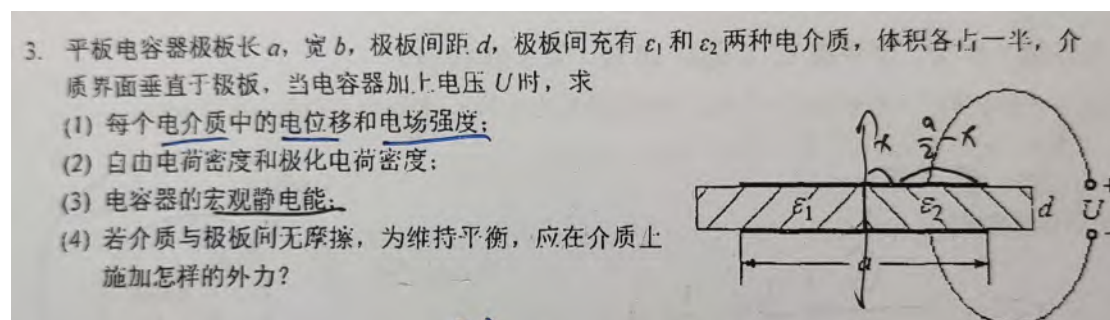 3. 平板电容器极板长 a，宽 b，极板间距 d，极板间充有 ε₁ 和 ε₂ 两种电介质，体积各占一半，介
质界面垂直于极板，当电容器加上电压 U 时，求
(1) 每个电介质中的电位移和电场强度；
(2) 自由电荷密度和极化电荷密度；
(3) 电容器的宏观静电能；
(4) 若介质与极板间无摩擦，为维持平衡，应在介质上
施加怎样的外力？
x a/2 - x
ε₁ ε₂ d U + -
a